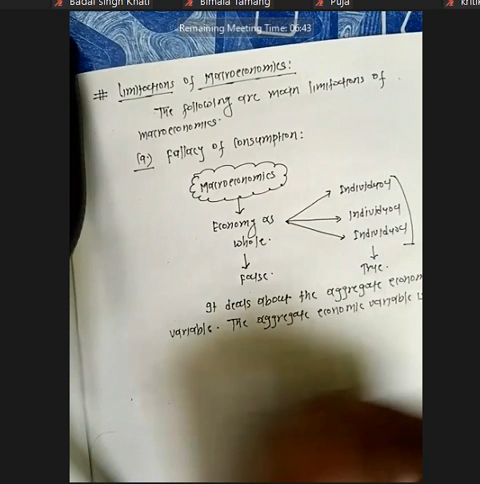 Badal singh Khati
Bimala Tamang
Puja
kritik
Remaining Meeting Time: 06:43
# Limitations of Macroeconomics:
The following are main limitations of
macroeconomics.
(a.) Fallacy of Consumption:
Macroeconomics
Economy as
whole.
False.
Individual
Individual
Individual
True.
It deals about the aggregate econom
variable. The aggregate economic variable is